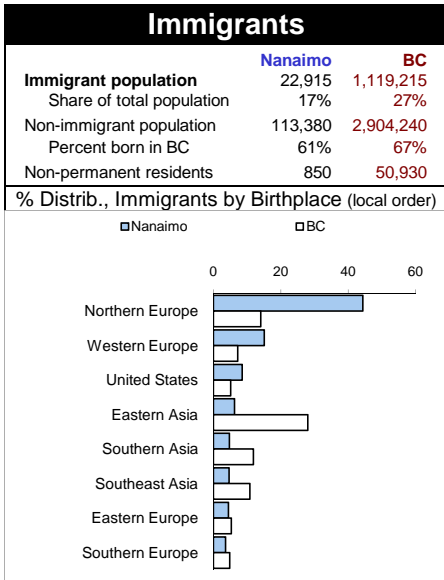 Immigrants
Nanaimo BC
Immigrant population 22,915 1,119,215
Share of total population 17% 27%
Non-immigrant population 113,380 2,904,240
Percent born in BC 61% 67%
Non-permanent residents 850 50,930
% Distrib., Immigrants by Birthplace (local order)
Nanaimo BC
0 20 40 60
Northern Europe
Western Europe
United States
Eastern Asia
Southern Asia
Southeast Asia
Eastern Europe
Southern Europe